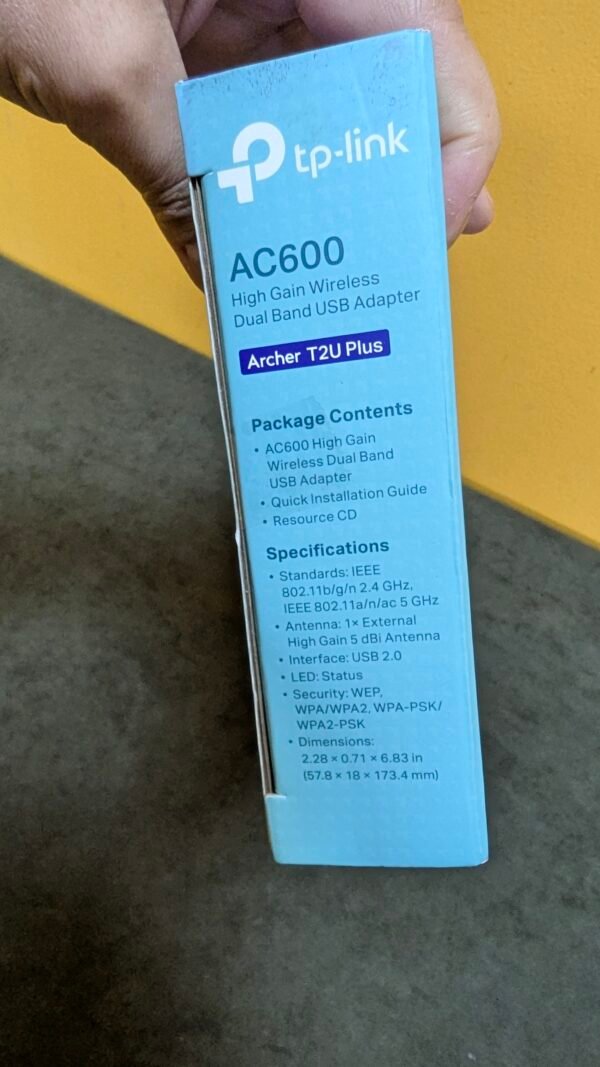 tp-link
AC600
High Gain Wireless
Dual Band USB Adapter
Archer T2U Plus
Package Contents
• AC600 High Gain
Wireless Dual Band
USB Adapter
• Quick Installation Guide
• Resource CD
Specifications
• Standards: IEEE
802.11b/g/n 2.4 GHz,
IEEE 802.11a/n/ac 5 GHz
• Antenna: 1× External
High Gain 5 dBi Antenna
• Interface: USB 2.0
• LED: Status
• Security: WEP,
WPA/WPA2, WPA-PSK/
WPA2-PSK
• Dimensions:
2.28 × 0.71 × 6.83 in
(57.8 × 18 × 173.4 mm)